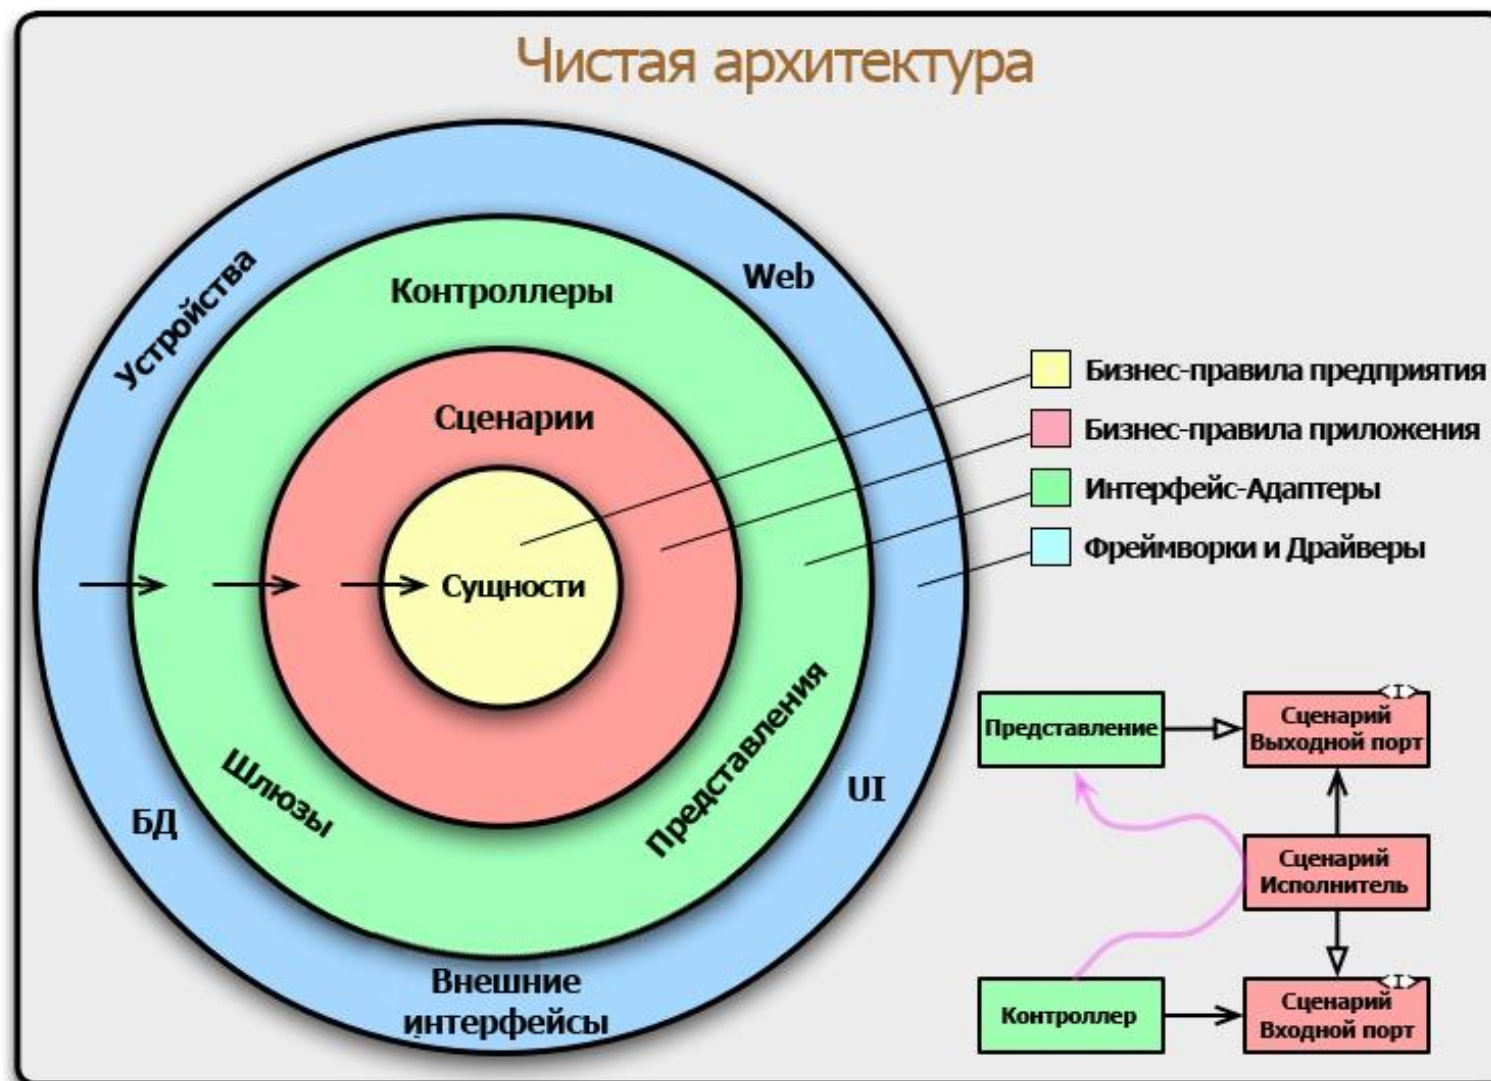 Чистая архитектура
Устройства
Web
Контроллеры
Сценарии
Сущности
Шлюзы
Представления
БД
UI
Внешние
интерфейсы
Бизнес-правила предприятия
Бизнес-правила приложения
Интерфейс-Адаптеры
Фреймворки и Драйверы
Представление
<I>
Сценарий
Выходной порт
Сценарий
Исполнитель
Контроллер
<I>
Сценарий
Входной порт